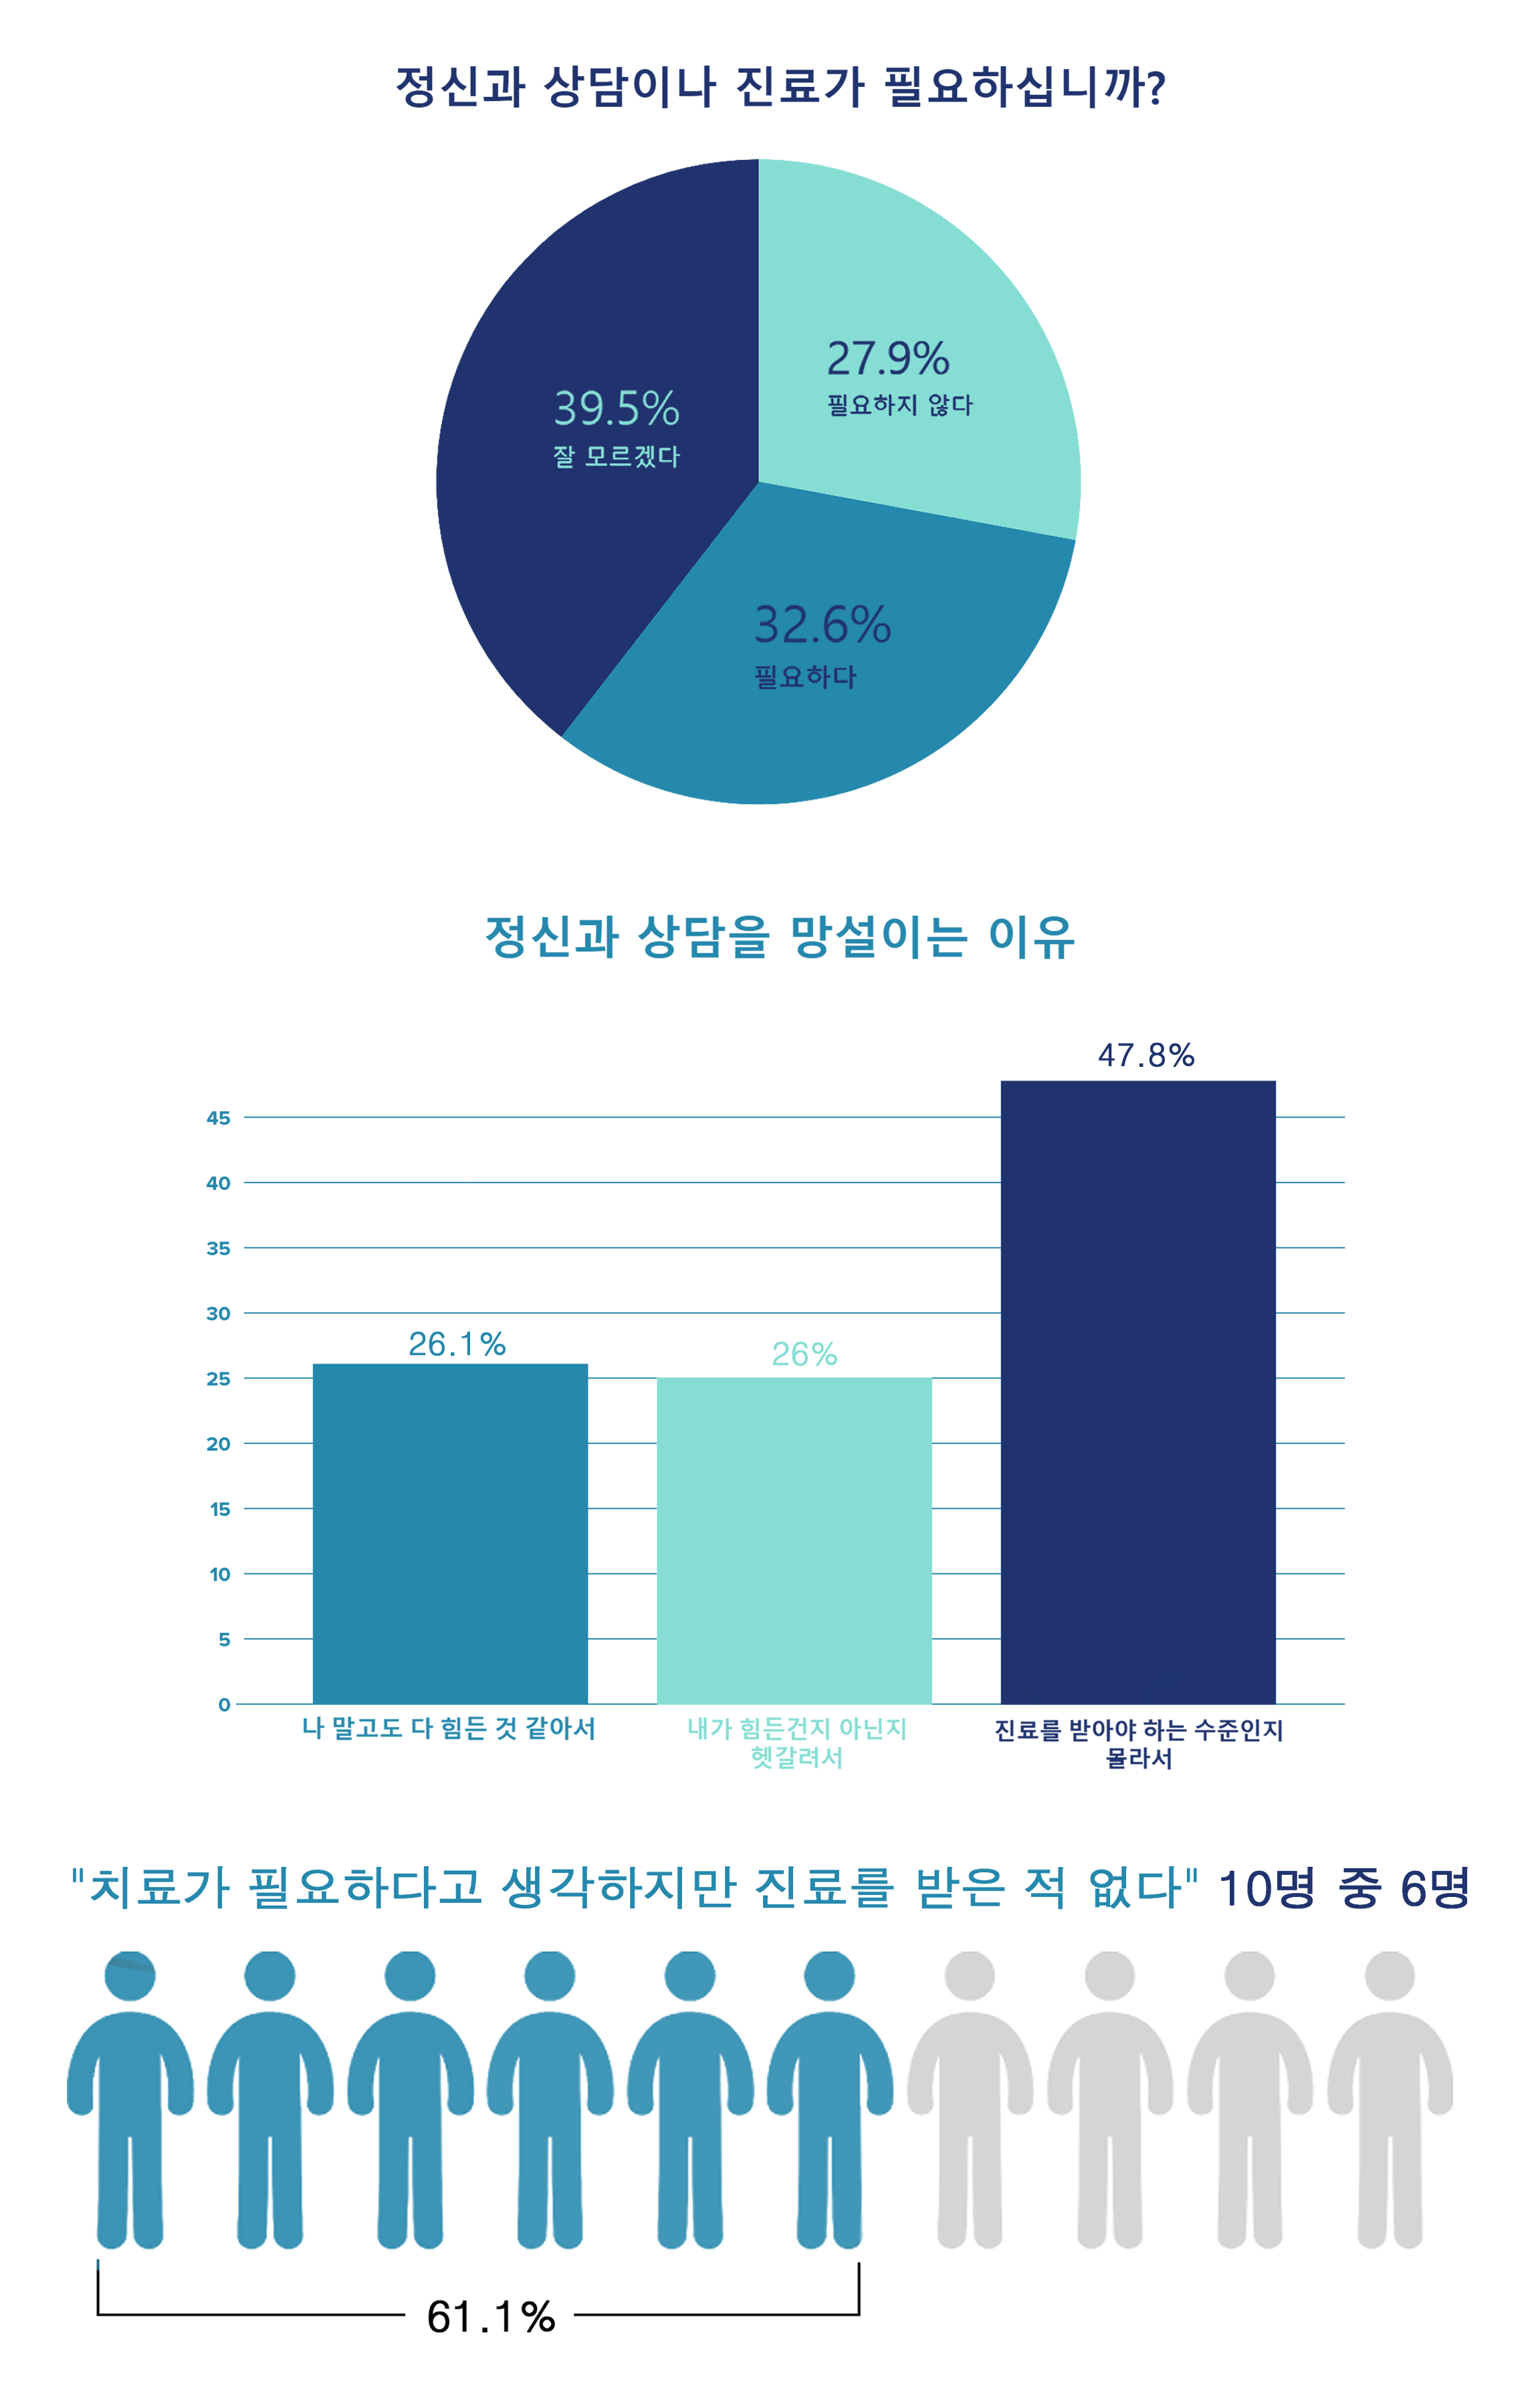 정신과 상담이나 진료가 필요하십니까?
27.9%
필요하지 않다
39.5%
잘 모르겠다
32.6%
필요하다
정신과 상담을 망설이는 이유
47.8%
45
40
35
30
26.1%
26%
25
20
15
10
5
0
나 말고도 다 힘든 것 같아서
내가 힘든건지 아닌지
헷갈려서
진료를 받아야 하는 수준인지
몰라서
"치료가 필요하다고 생각하지만 진료를 받은 적 없다" 10명 중 6명
61.1%